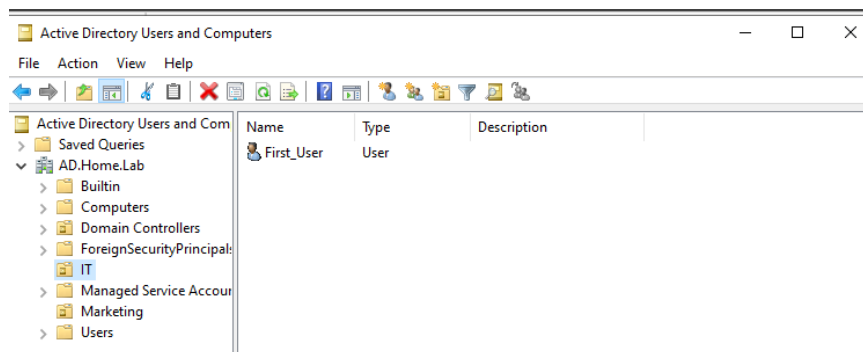 Active Directory Users and Computers
File Action View Help
Active Directory Users and Com
Name Type Description
Saved Queries
First_User User
AD.Home.Lab
Builtin
Computers
Domain Controllers
ForeignSecurityPrincipals
IT
Managed Service Accour
Marketing
Users